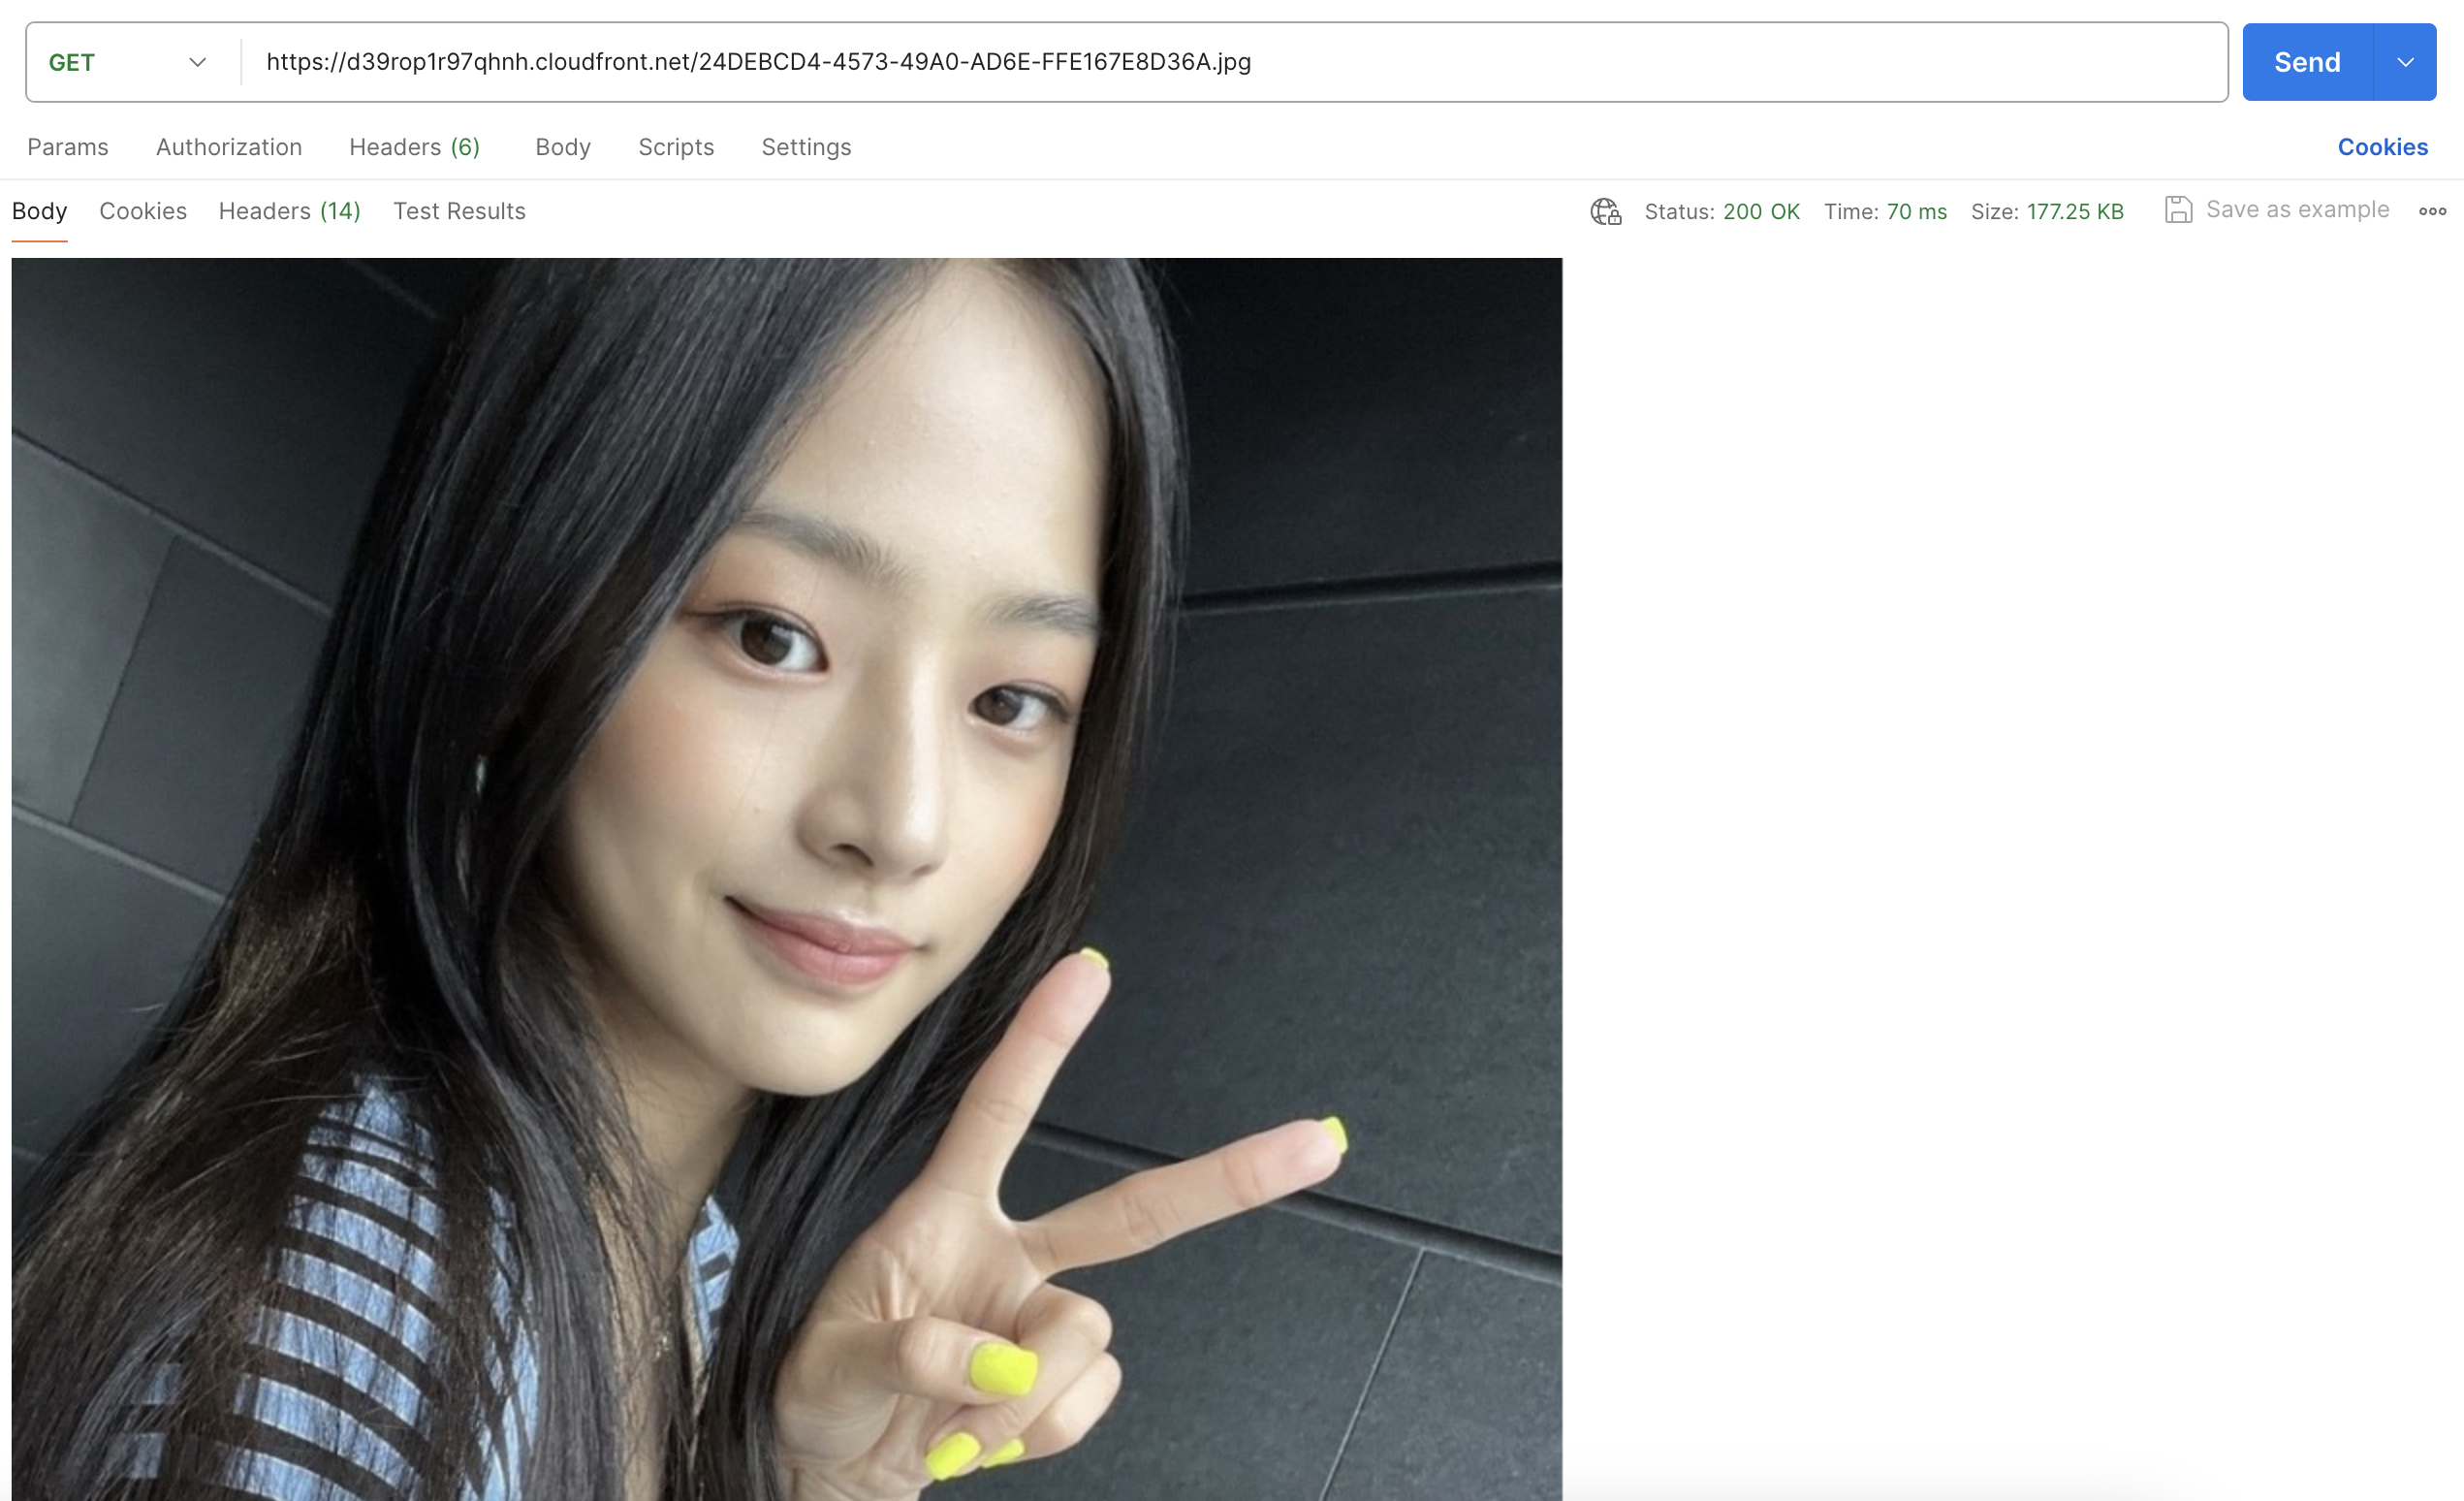 GET https://d39rop1r97qhnh.cloudfront.net/24DEBCD4-4573-49A0-AD6E-FFE167E8D36A.jpg Send
Params Authorization Headers (6) Body Scripts Settings Cookies
Body Cookies Headers (14) Test Results Status: 200 OK Time: 70 ms Size: 177.25 KB Save as example